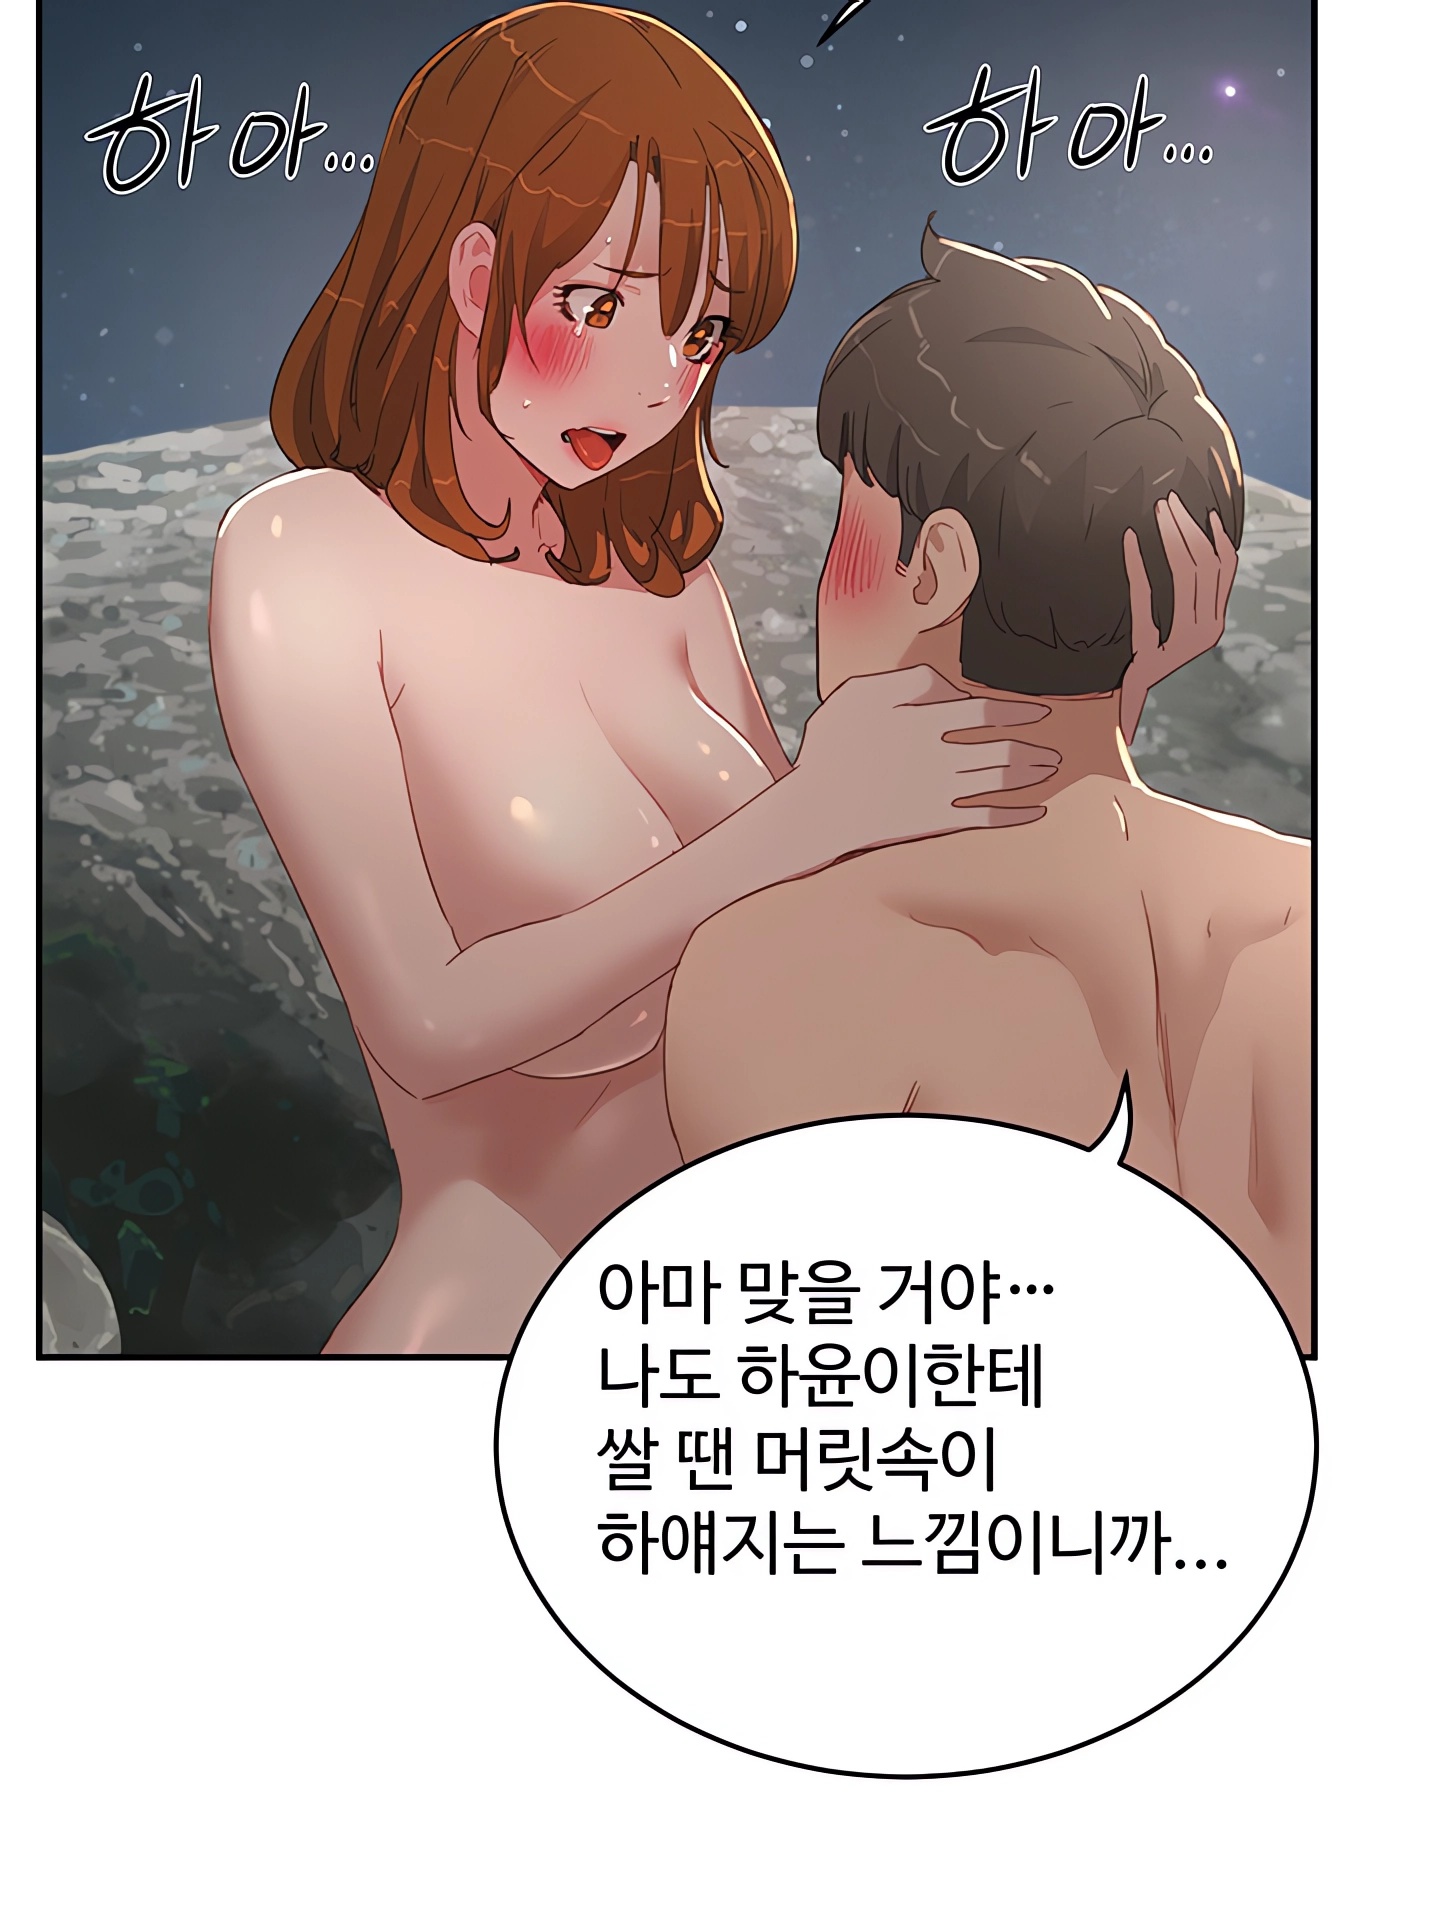 하아...
하아...
아마 맞을 거야…
나도 하윤이한테
쌀 땐 머릿속이
하얘지는 느낌이니까...